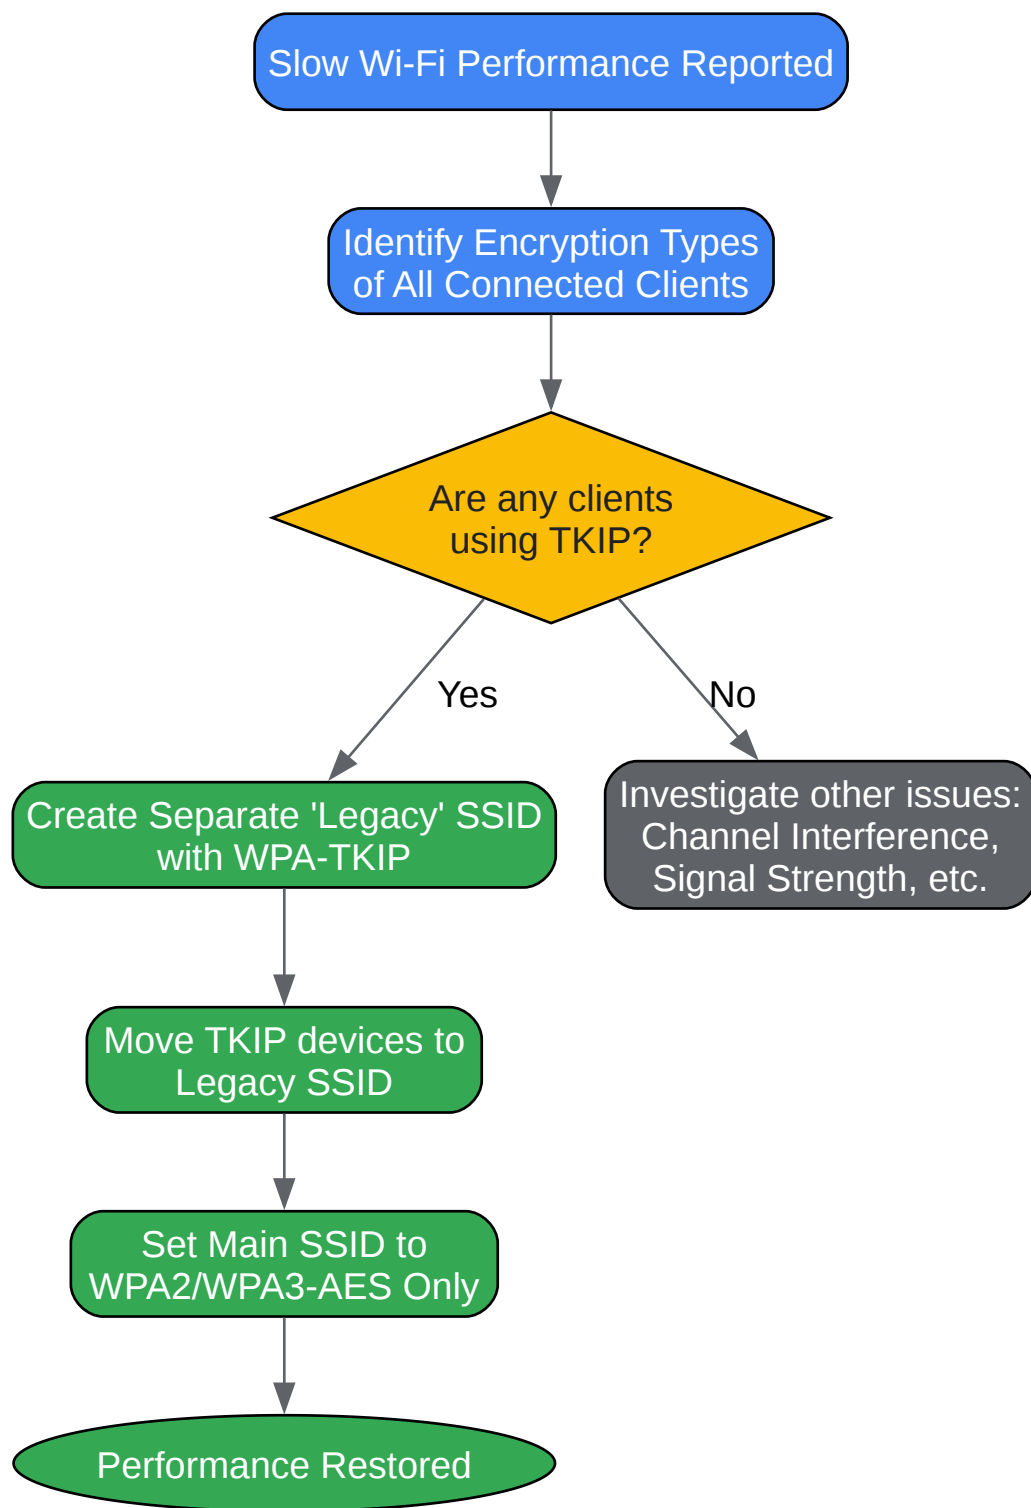 Slow Wi-Fi Performance Reported
Identify Encryption Types
of All Connected Clients
Are any clients
using TKIP?
Yes
No
Create Separate 'Legacy' SSID
with WPA-TKIP
Investigate other issues:
Channel Interference,
Signal Strength, etc.
Move TKIP devices to
Legacy SSID
Set Main SSID to
WPA2/WPA3-AES Only
Performance Restored